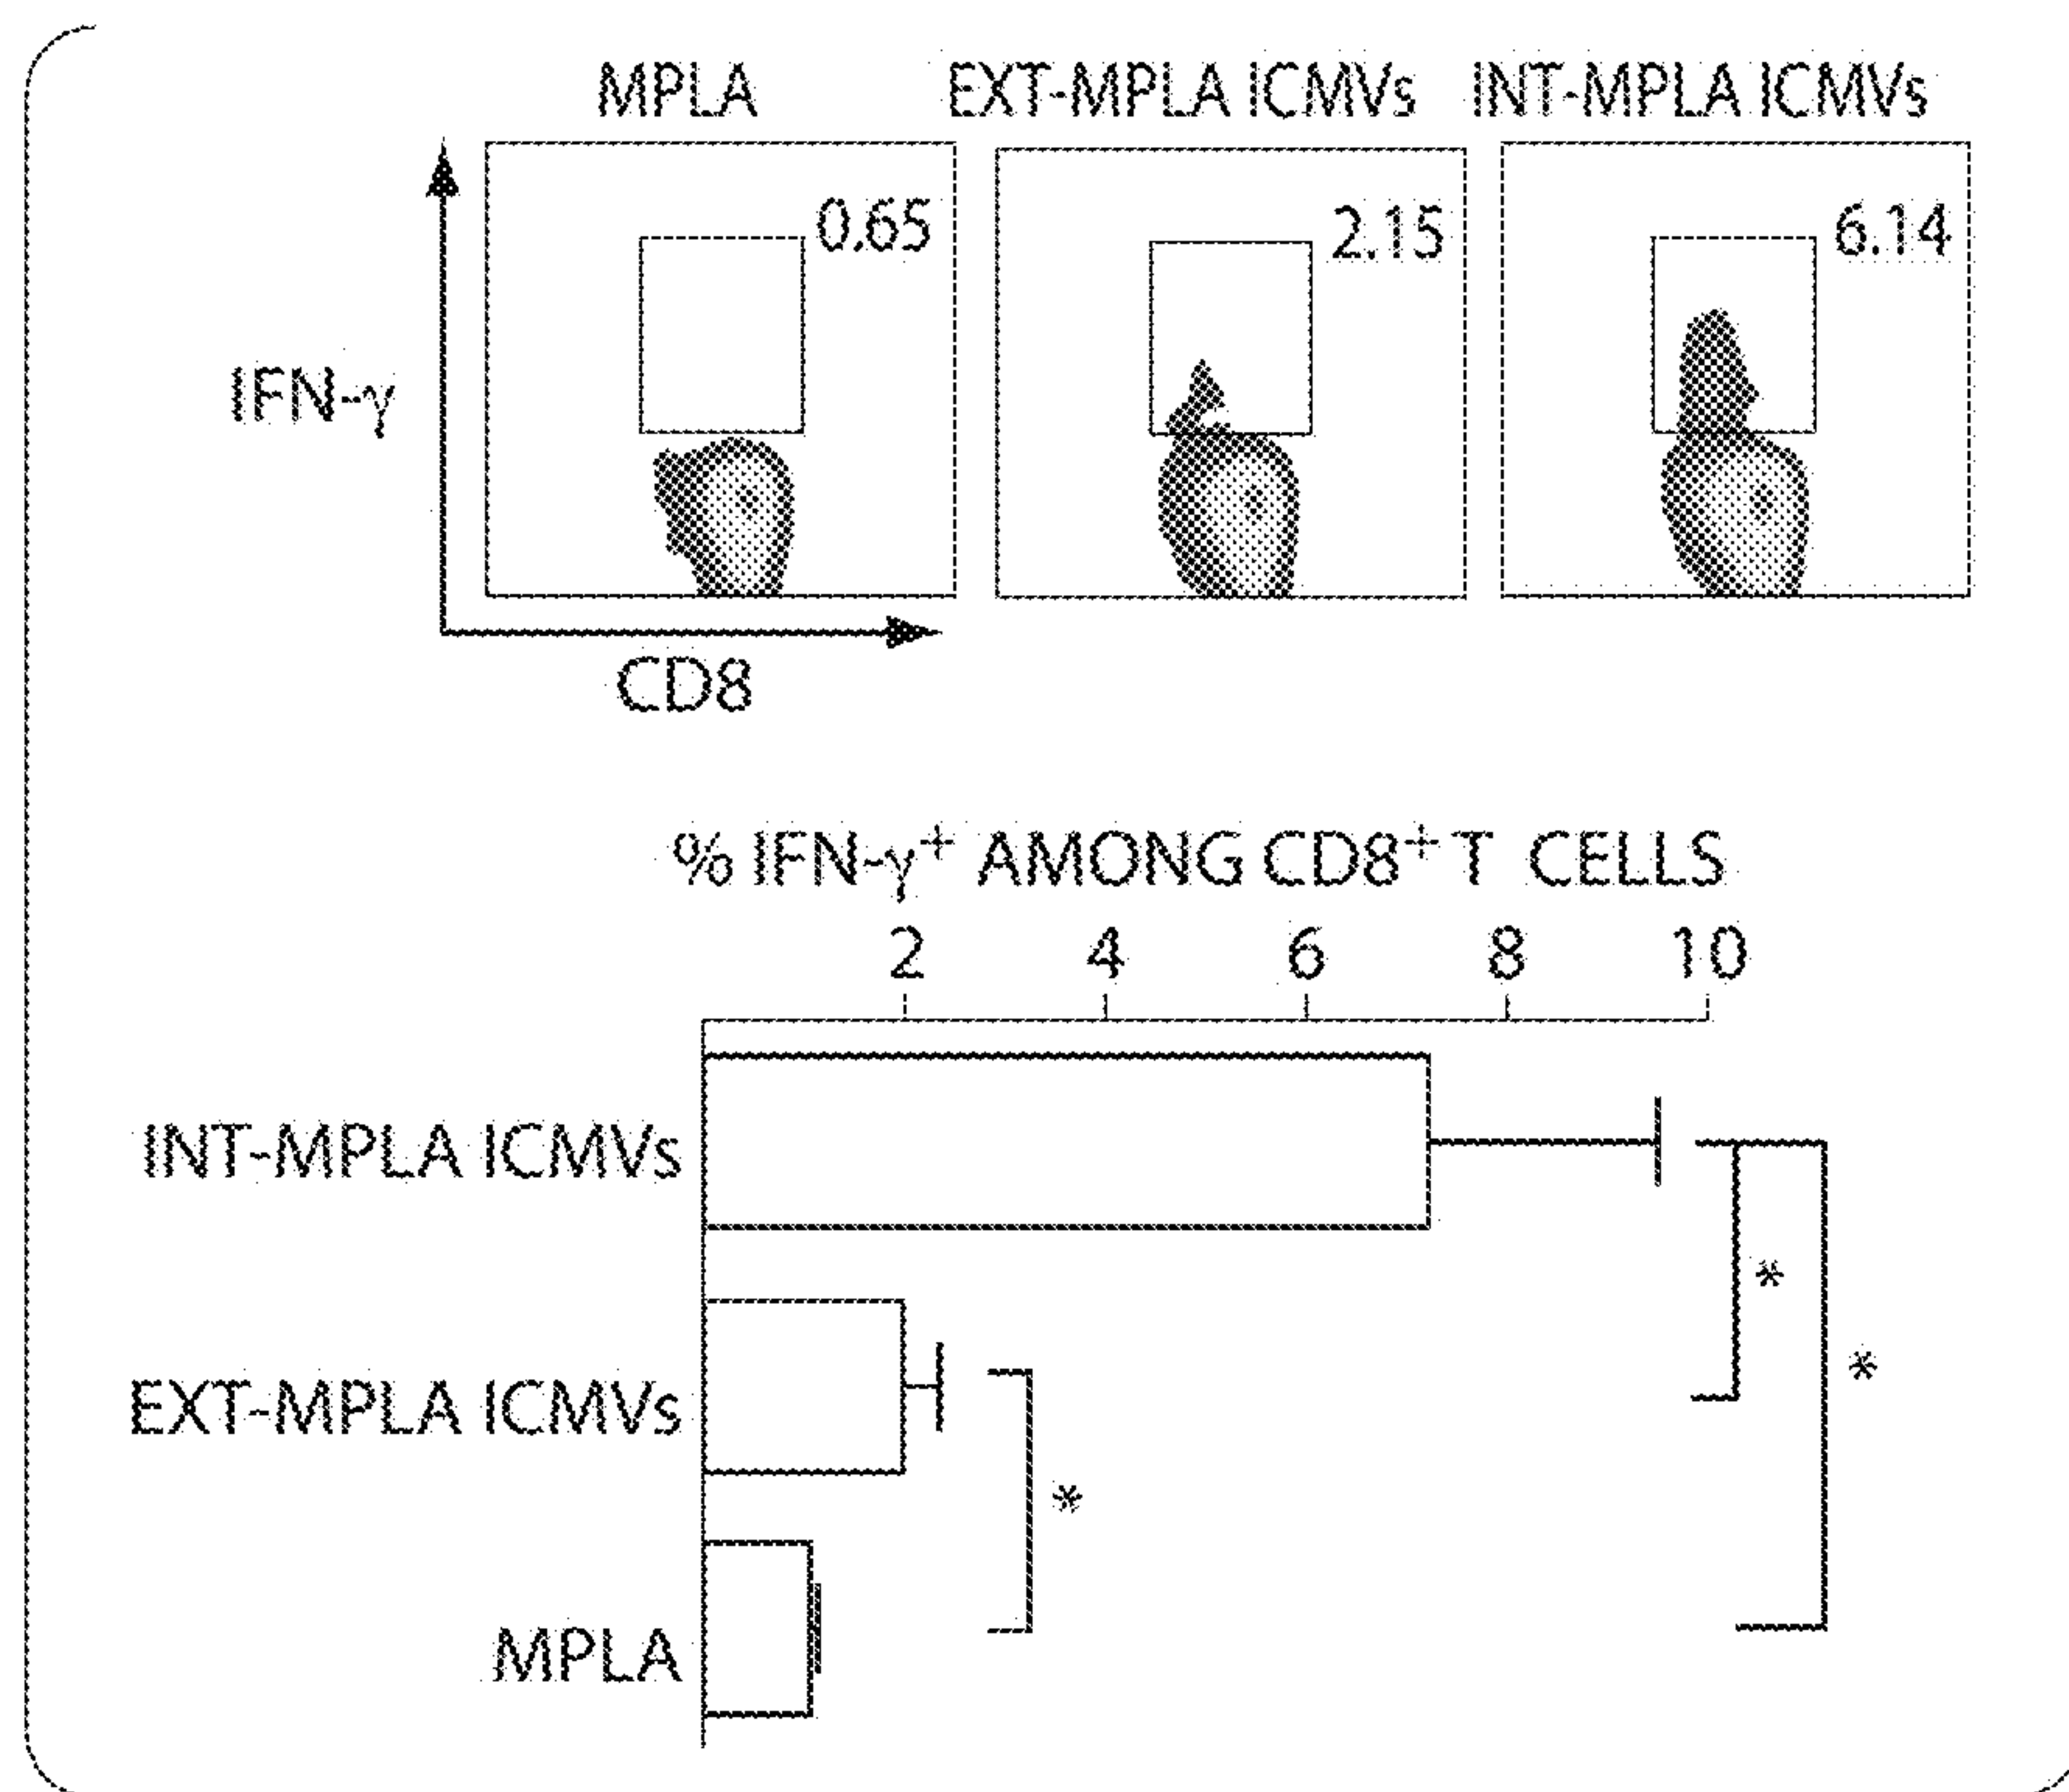 MPLA EXT-MPLA ICMVs INT-MPLA ICMVs
0.65 2.15 6.14
IFN-γ
CD8
% IFN-γ+ AMONG CD8+ T CELLS
2 4 6 8 10
INT-MPLA ICMVs
*
EXT-MPLA ICMVs
*
*
MPLA